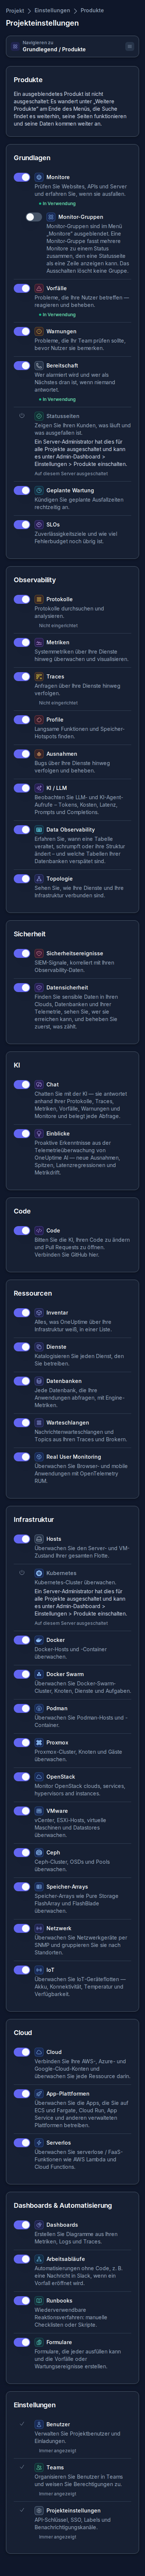 Projekt > Einstellungen > Produkte
Projekteinstellungen
Navigieren zu
Grundlegend / Produkte
Produkte
Ein ausgeblendetes Produkt ist nicht
ausgeschaltet: Es wandert unter „Weitere
Produkte“ am Ende des Menüs, die Suche
findet es weiterhin, seine Seiten funktionieren
und seine Daten kommen weiter an.
Grundlagen
Monitore
Prüfen Sie Websites, APIs und Server
und erfahren Sie, wenn sie ausfallen.
In Verwendung
Monitor-Gruppen
Monitor-Gruppen sind im Menü
„Monitore“ ausgeblendet. Eine
Monitor-Gruppe fasst mehrere
Monitore zu einem Status
zusammen, den eine Statusseite
als eine Zeile anzeigen kann. Das
Ausschalten löscht keine Gruppe.
Vorfälle
Probleme, die Ihre Nutzer betreffen —
reagieren und beheben.
In Verwendung
Warnungen
Probleme, die Ihr Team prüfen sollte,
bevor Nutzer sie bemerken.
Bereitschaft
Wer alarmiert wird und wer als
Nächstes dran ist, wenn niemand
antwortet.
In Verwendung
Statusseiten
Zeigen Sie Ihren Kunden, was läuft und
was ausgefallen ist.
Ein Server-Administrator hat dies für
alle Projekte ausgeschaltet und kann
es unter Admin-Dashboard >
Einstellungen > Produkte einschalten.
Auf diesem Server ausgeschaltet
Geplante Wartung
Kündigen Sie geplante Ausfallzeiten
rechtzeitig an.
SLOs
Zuverlässigkeitsziele und wie viel
Fehlerbudget noch übrig ist.
Observability
Protokolle
Protokolle durchsuchen und
analysieren.
Nicht eingerichtet
Metriken
Systemmetriken über Ihre Dienste
hinweg überwachen und visualisieren.
Traces
Anfragen über Ihre Dienste hinweg
verfolgen.
Nicht eingerichtet
Profile
Langsame Funktionen und Speicher-
Hotspots finden.
Ausnahmen
Bugs über Ihre Dienste hinweg
verfolgen und beheben.
KI / LLM
Beobachten Sie LLM- und KI-Agent-
Aufrufe – Tokens, Kosten, Latenz,
Prompts und Completions.
Data Observability
Erfahren Sie, wann eine Tabelle
veraltet, schrumpft oder ihre Struktur
ändert – und welche Tabellen Ihrer
Datenbanken verspätet sind.
Topologie
Sehen Sie, wie Ihre Dienste und Ihre
Infrastruktur verbunden sind.
Sicherheit
Sicherheitsereignisse
SIEM-Signale, korreliert mit Ihren
Observability-Daten.
Datensicherheit
Finden Sie sensible Daten in Ihren
Clouds, Datenbanken und Ihrer
Telemetrie, sehen Sie, wer sie
erreichen kann, und beheben Sie
zuerst, was zählt.
KI
Chat
Chatten Sie mit der KI — sie antwortet
anhand Ihrer Protokolle, Traces,
Metriken, Vorfälle, Warnungen und
Monitore und belegt jede Abfrage.
Einblicke
Proaktive Erkenntnisse aus der
Telemetrieüberwachung von
OneUptime AI — neue Ausnahmen,
Spitzen, Latenzregressionen und
Metrikdrift.
Code
Code
Bitten Sie die KI, Ihren Code zu ändern
und Pull Requests zu öffnen.
Verbinden Sie GitHub hier.
Ressourcen
Inventar
Alles, was OneUptime über Ihre
Infrastruktur weiß, in einer Liste.
Dienste
Katalogisieren Sie jeden Dienst, den
Sie betreiben.
Datenbanken
Jede Datenbank, die Ihre
Anwendungen abfragen, mit Engine-
Metriken.
Warteschlangen
Nachrichtenwarteschlangen und
Topics aus Ihren Traces und Brokern.
Real User Monitoring
Überwachen Sie Browser- und mobile
Anwendungen mit OpenTelemetry
RUM.
Infrastruktur
Hosts
Überwachen Sie den Server- und VM-
Zustand Ihrer gesamten Flotte.
Kubernetes
Kubernetes-Cluster überwachen.
Ein Server-Administrator hat dies für
alle Projekte ausgeschaltet und kann
es unter Admin-Dashboard >
Einstellungen > Produkte einschalten.
Auf diesem Server ausgeschaltet
Docker
Docker-Hosts und -Container
überwachen.
Docker Swarm
Überwachen Sie Docker-Swarm-
Cluster, Knoten, Dienste und Aufgaben.
Podman
Überwachen Sie Podman-Hosts und -
Container.
Proxmox
Proxmox-Cluster, Knoten und Gäste
überwachen.
OpenStack
Monitor OpenStack clouds, services,
hypervisors and instances.
VMware
vCenter, ESXi-Hosts, virtuelle
Maschinen und Datastores
überwachen.
Ceph
Ceph-Cluster, OSDs und Pools
überwachen.
Speicher-Arrays
Speicher-Arrays wie Pure Storage
FlashArray und FlashBlade
überwachen.
Netzwerk
Überwachen Sie Netzwerkgeräte per
SNMP und gruppieren Sie sie nach
Standorten.
IoT
Überwachen Sie IoT-Geräteflotten —
Akku, Konnektivität, Temperatur und
Verfügbarkeit.
Cloud
Cloud
Verbinden Sie Ihre AWS-, Azure- und
Google-Cloud-Konten und
überwachen Sie jede Ressource darin.
App-Plattformen
Überwachen Sie die Apps, die Sie auf
ECS und Fargate, Cloud Run, App
Service und anderen verwalteten
Plattformen betreiben.
Serverlos
Überwachen Sie serverlose / FaaS-
Funktionen wie AWS Lambda und
Cloud Functions.
Dashboards & Automatisierung
Dashboards
Erstellen Sie Diagramme aus Ihren
Metriken, Logs und Traces.
Arbeitsabläufe
Automatisierungen ohne Code, z. B.
eine Nachricht in Slack, wenn ein
Vorfall eröffnet wird.
Runbooks
Wiederverwendbare
Reaktionsverfahren: manuelle
Checklisten oder Skripte.
Formulare
Formulare, die jeder ausfüllen kann
und die Vorfälle oder
Wartungsereignisse erstellen.
Einstellungen
Benutzer
Verwalten Sie Projektbenutzer und
Einladungen.
Immer angezeigt
Teams
Organisieren Sie Benutzer in Teams
und weisen Sie Berechtigungen zu.
Immer angezeigt
Projekteinstellungen
API-Schlüssel, SSO, Labels und
Benachrichtigungskanäle.
Immer angezeigt